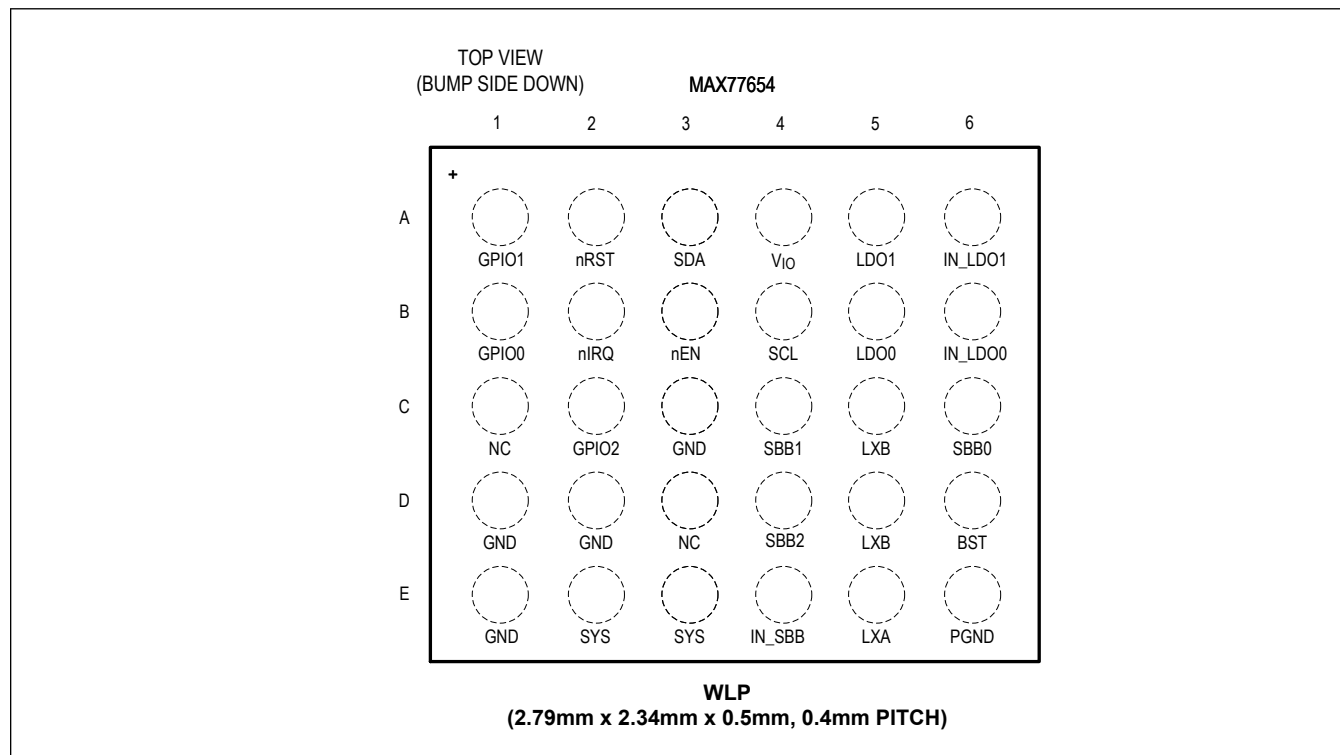 TOP VIEW
(BUMP SIDE DOWN)
MAX77654
1 2 3 4 5 6
+
A
GPIO1 nRST SDA VIO LDO1 IN_LDO1
B
GPIO0 nIRQ nEN SCL LDO0 IN_LDO0
C
NC GPIO2 GND SBB1 LXB SBB0
D
GND GND NC SBB2 LXB BST
E
GND SYS SYS IN_SBB LXA PGND
WLP
(2.79mm x 2.34mm x 0.5mm, 0.4mm PITCH)